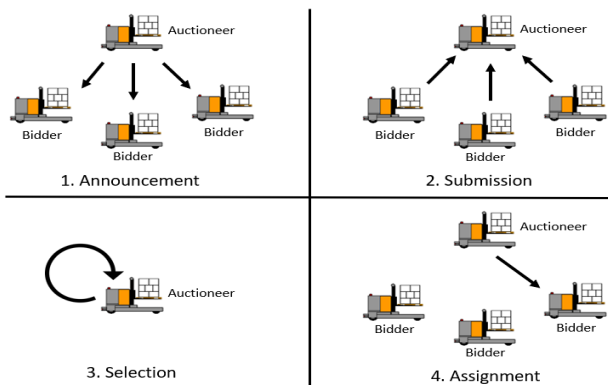 Auctioneer
Bidder
Bidder
Bidder
1. Announcement
Auctioneer
Bidder
Bidder
Bidder
2. Submission
Auctioneer
3. Selection
Auctioneer
Bidder
Bidder
Bidder
4. Assignment